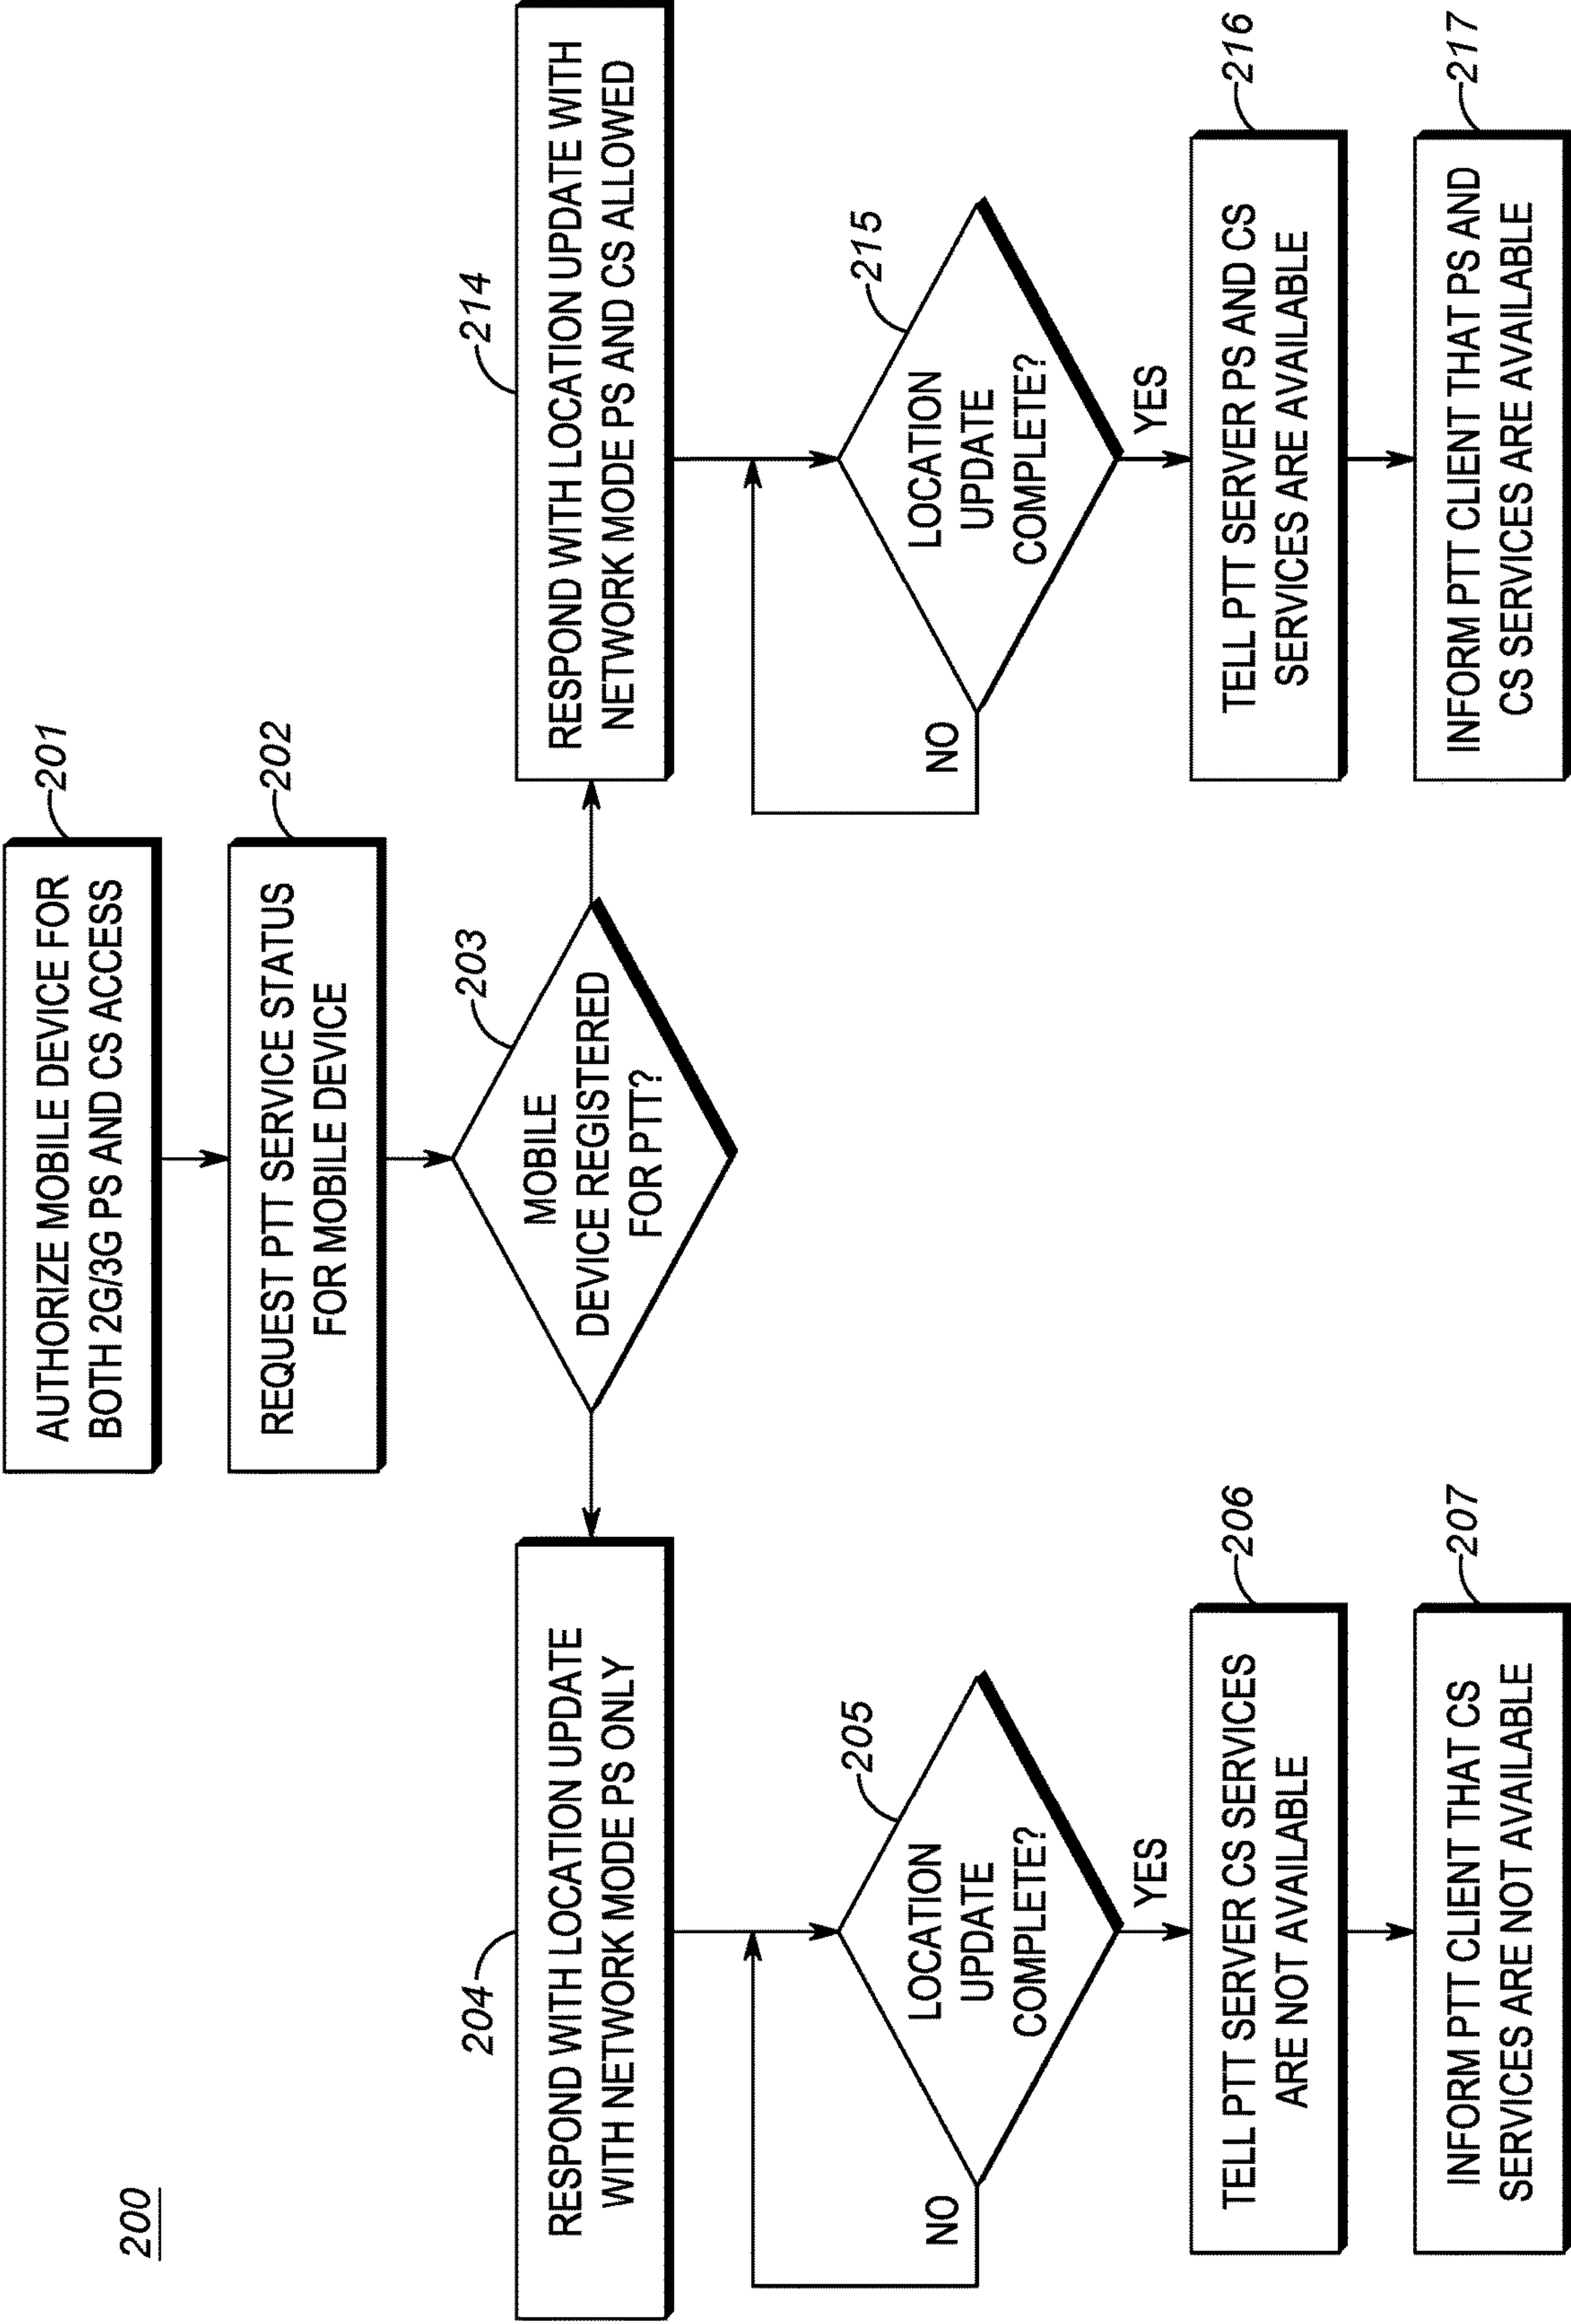 200
201
AUTHORIZE MOBILE DEVICE FOR
BOTH 2G/3G PS AND CS ACCESS
202
REQUEST PTT SERVICE STATUS
FOR MOBILE DEVICE
203
MOBILE
DEVICE REGISTERED
FOR PTT?
204
RESPOND WITH LOCATION UPDATE
WITH NETWORK MODE PS ONLY
205
LOCATION
UPDATE
COMPLETE?
NO
YES
206
TELL PTT SERVER CS SERVICES
ARE NOT AVAILABLE
207
INFORM PTT CLIENT THAT CS
SERVICES ARE NOT AVAILABLE
214
RESPOND WITH LOCATION UPDATE WITH
NETWORK MODE PS AND CS ALLOWED
215
LOCATION
UPDATE
COMPLETE?
NO
YES
216
TELL PTT SERVER PS AND CS
SERVICES ARE AVAILABLE
217
INFORM PTT CLIENT THAT PS AND
CS SERVICES ARE AVAILABLE